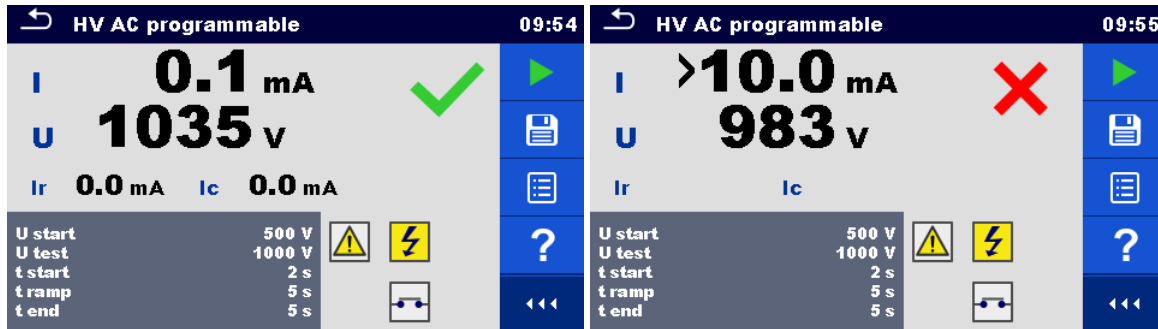 HV AC programmable 09:54
I 0.1 mA
U 1035 V
Ir 0.0 mA Ic 0.0 mA
U start 500 V
U test 1000 V
t start 2 s
t ramp 5 s
t end 5 s
?
HV AC programmable 09:55
I >10.0 mA
U 983 V
Ir Ic
U start 500 V
U test 1000 V
t start 2 s
t ramp 5 s
t end 5 s
?